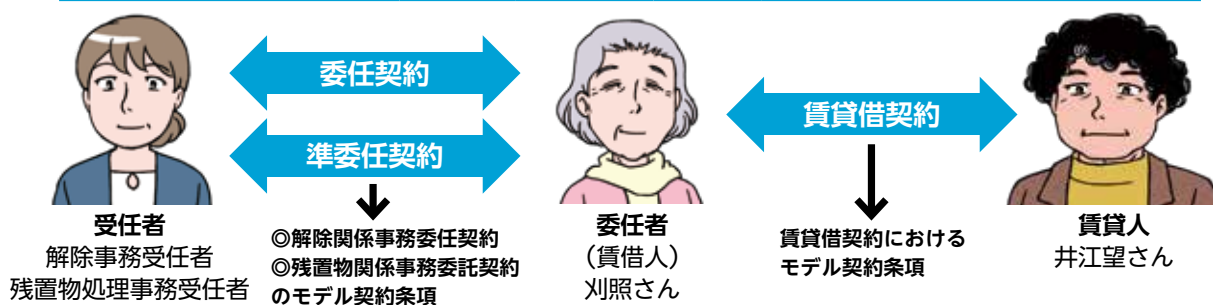 委任契約
準委任契約
賃貸借契約
受任者
解除事務受任者
残置物処理事務受任者
◎解除関係事務委任契約
◎残置物関係事務委託契約
のモデル契約条項
委任者
(賃借人)
刈照さん
賃貸借契約における
モデル契約条項
賃貸人
井江望さん